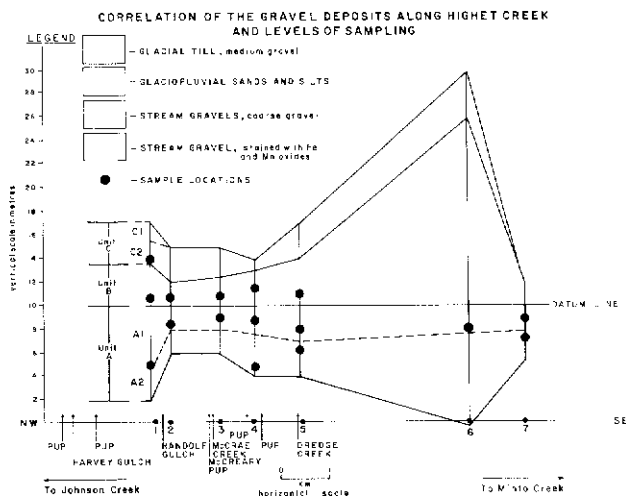 CORRELATION OF THE GRAVEL DEPOSITS ALONG HIGHET CREEK
AND LEVELS OF SAMPLING
LEGEND
GLACIAL TILL, medium gravel
GLACIOFLUVIAL SANDS AND SILTS
STREAM GRAVELS, coarse gravel
STREAM GRAVEL, stained with Fe
and Mn oxides
SAMPLE LOCATIONS
vertical scale in metres
30
28
26
24
22
20
18
16
14
12
10
8
6
4
2
Unit C
C1
C2
Unit B
Unit A
A1
A2
DATUM LINE
NW
1
2
3
4
5
6
7
SE
PUP
PUP
HARVEY GULCH
RANDOLF
GULCH
McCRAE
CREEK
McCREARY
PUP
PUP
PUP
DREDGE
CREEK
0
KM
horizontal scale
To Johnson Creek
To Minto Creek